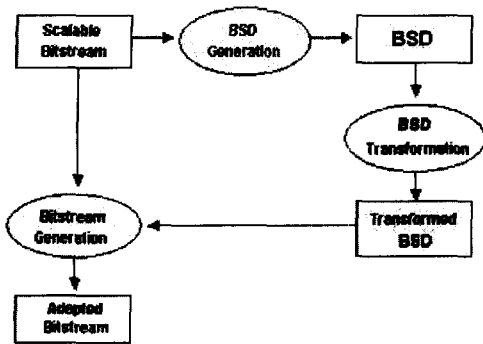 Scalable
Bitstream
BSD
Generation
BSD
BSD
Transformation
Transformed
BSD
Bitstream
Generation
Adapted
Bitstream